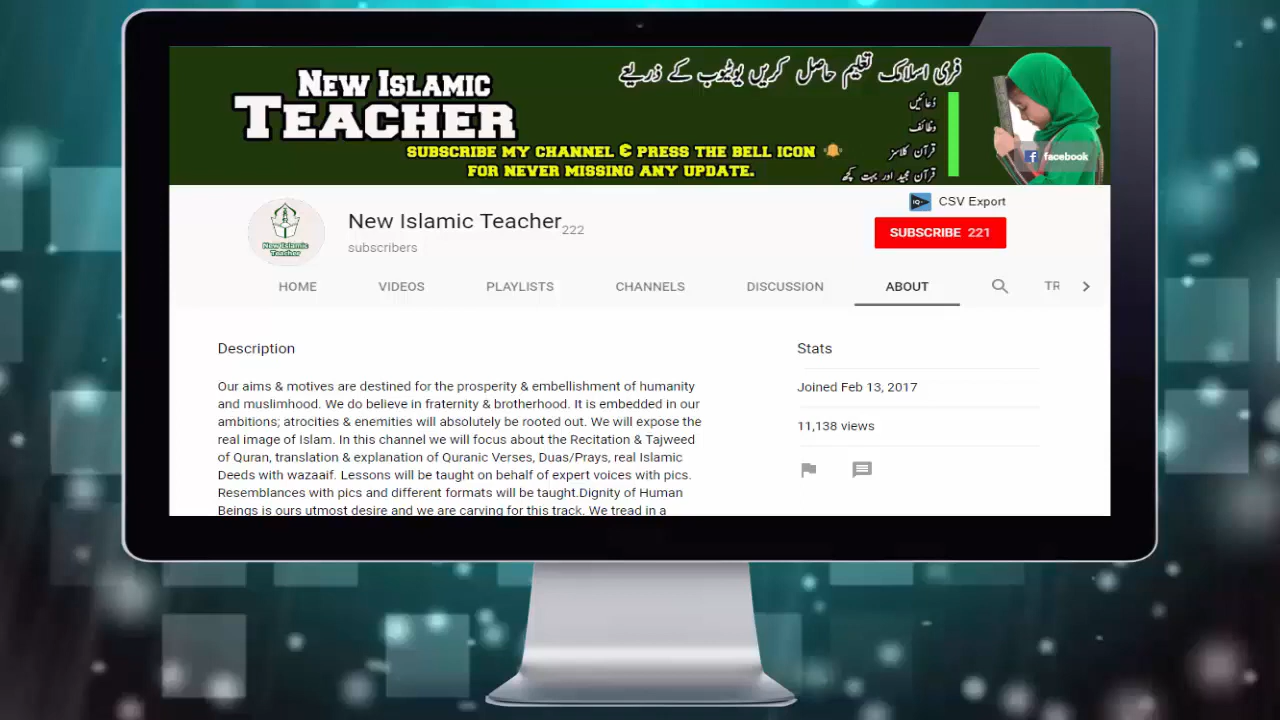 NEW ISLAMIC
TEACHER
SUBSCRIBE MY CHANNEL & PRESS THE BELL ICON
FOR NEVER MISSING ANY UPDATE.
فری اسلامک تعلیم حاصل کریں یوٹیوب کے ذریعے
دُعائیں
وظائف
قرآن کلاسز
قرآن مجید اور بہت کچھ
facebook
New Islamic
Teacher
New Islamic Teacher 222
subscribers
CSV Export
SUBSCRIBE 221
HOME VIDEOS PLAYLISTS CHANNELS DISCUSSION ABOUT TR
Description
Our aims & motives are destined for the prosperity & embellishment of humanity
and muslimhood. We do believe in fraternity & brotherhood. It is embedded in our
ambitions; atrocities & enemities will absolutely be rooted out. We will expose the
real image of Islam. In this channel we will focus about the Recitation & Tajweed
of Quran, translation & explanation of Quranic Verses, Duas/Prays, real Islamic
Deeds with wazaaif. Lessons will be taught on behalf of expert voices with pics.
Resemblances with pics and different formats will be taught.Dignity of Human
Beings is ours utmost desire and we are carving for this track. We tread in a
Stats
Joined Feb 13, 2017
11,138 views